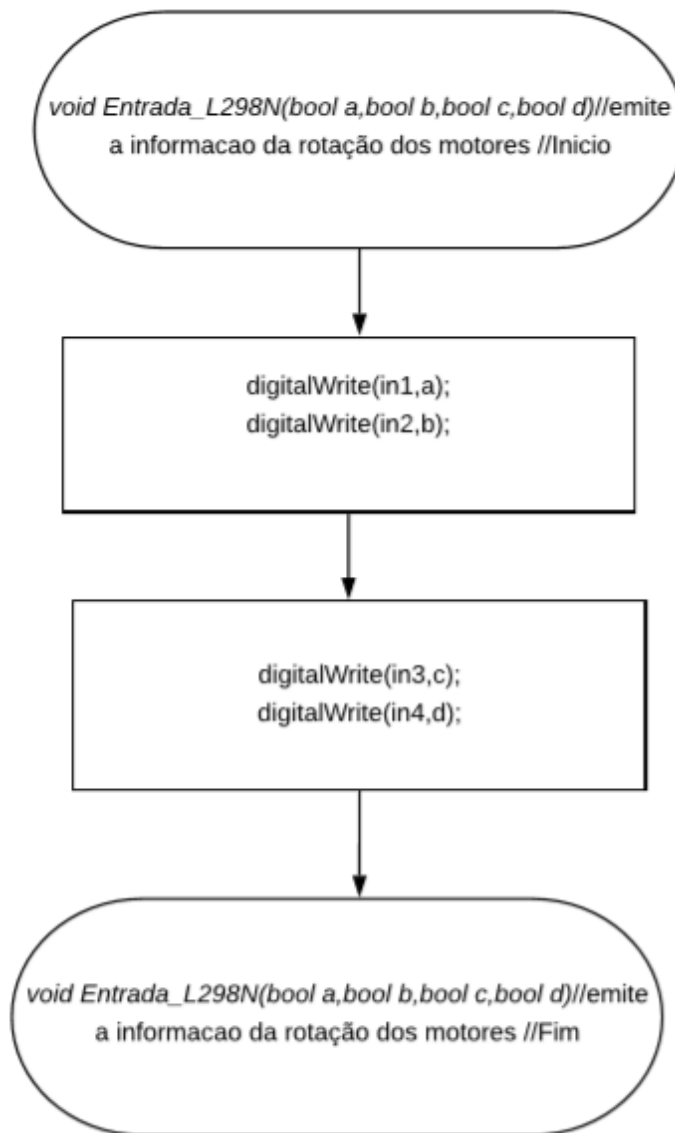 void Entrada_L298N(bool a,bool b,bool c,bool d)//emite
a informacao da rotação dos motores //Inicio
digitalWrite(in1,a);
digitalWrite(in2,b);
digitalWrite(in3,c);
digitalWrite(in4,d);
void Entrada_L298N(bool a,bool b,bool c,bool d)//emite
a informacao da rotação dos motores //Fim